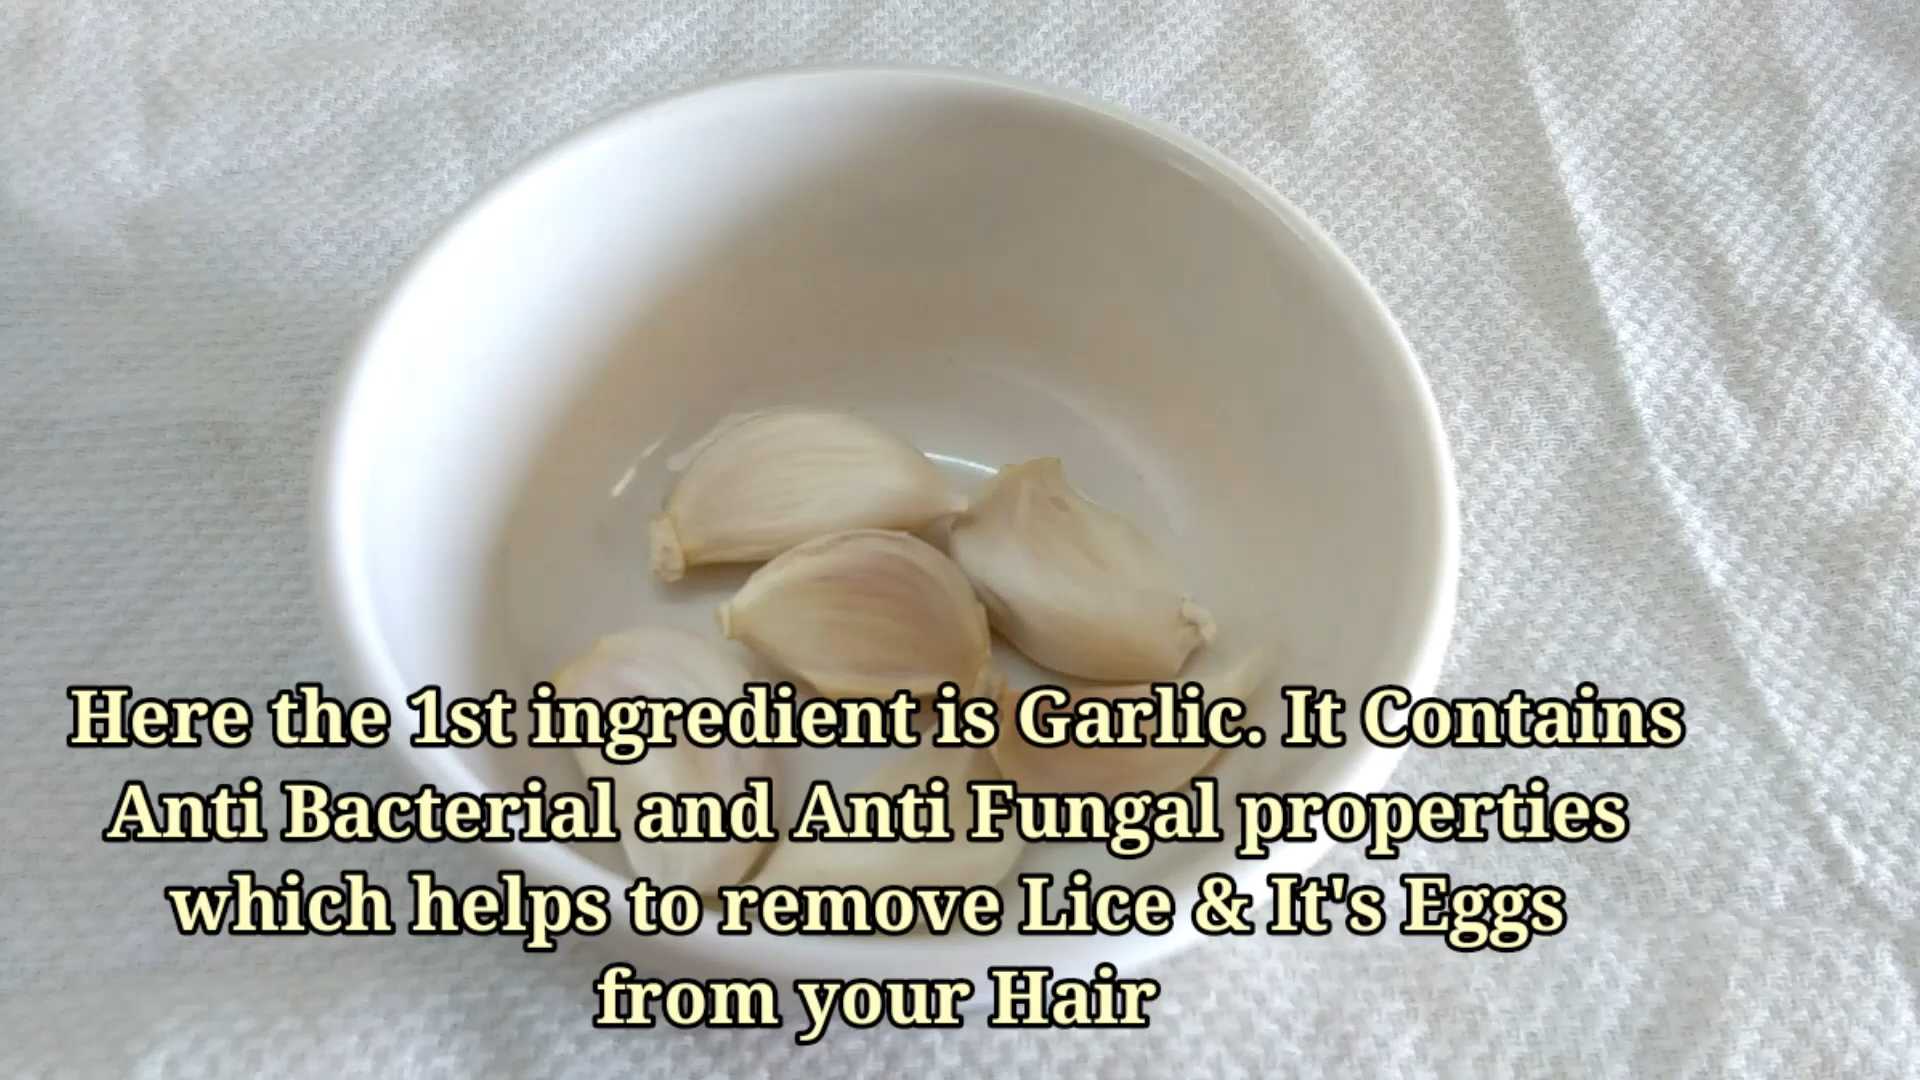 Here the 1st ingredient is Garlic. It Contains
Anti Bacterial and Anti Fungal properties
which helps to remove Lice & It's Eggs
from your Hair